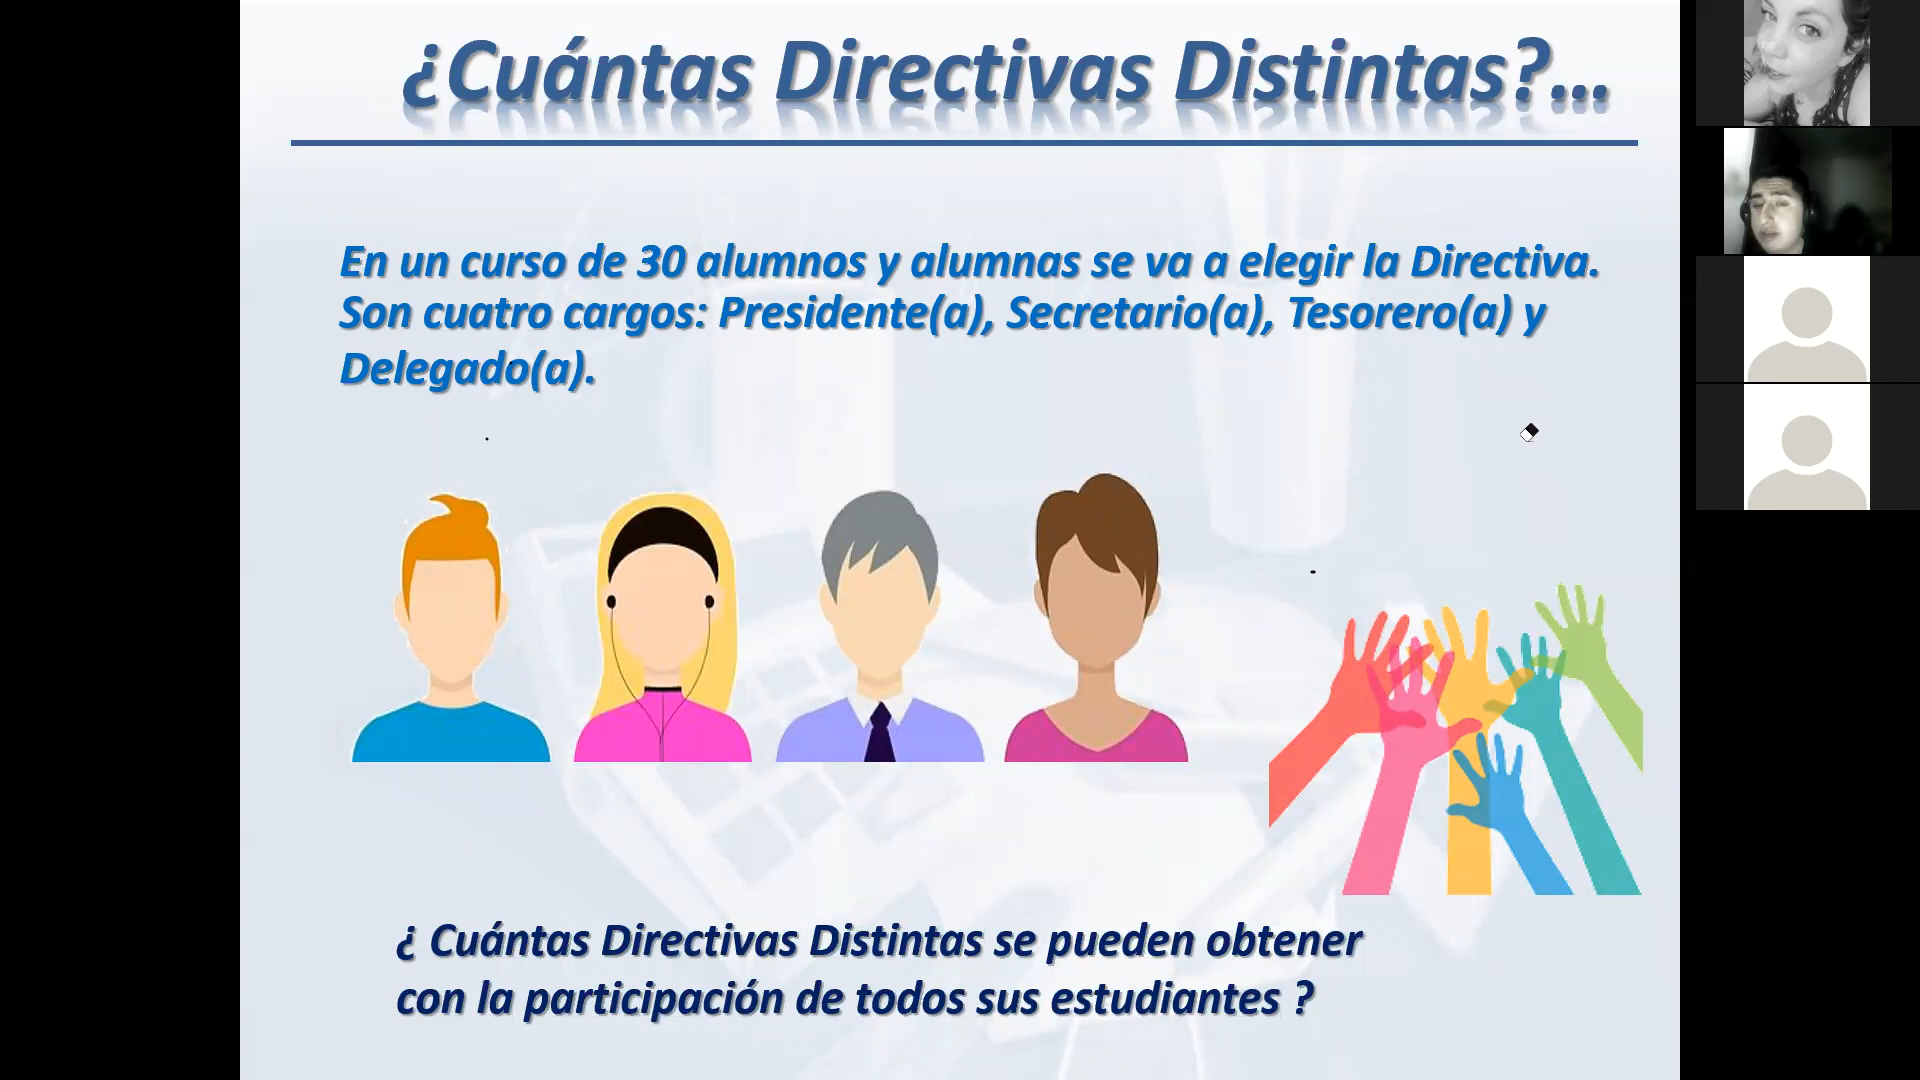 ¿Cuántas Directivas Distintas?...
En un curso de 30 alumnos y alumnas se va a elegir la Directiva.
Son cuatro cargos: Presidente(a), Secretario(a), Tesorero(a) y
Delegado(a).
¿ Cuántas Directivas Distintas se pueden obtener
con la participación de todos sus estudiantes ?